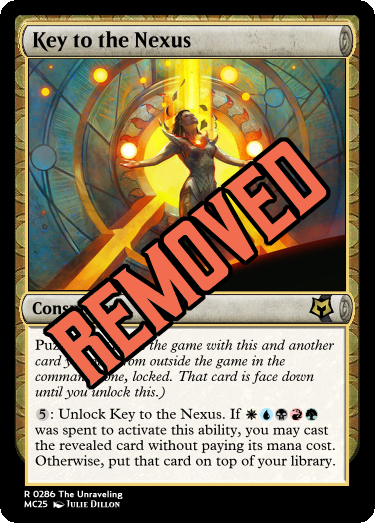 Key to the Nexus
REMOVED
Cons
Puz the game with this and another
card y from outside the game in the
comma ne, locked. That card is face down
until you unlock this.)
5: Unlock Key to the Nexus. If
was spent to activate this ability, you may cast
the revealed card without paying its mana cost.
Otherwise, put that card on top of your library.
R 0286 The Unraveling
MC25 JULIE DILLON